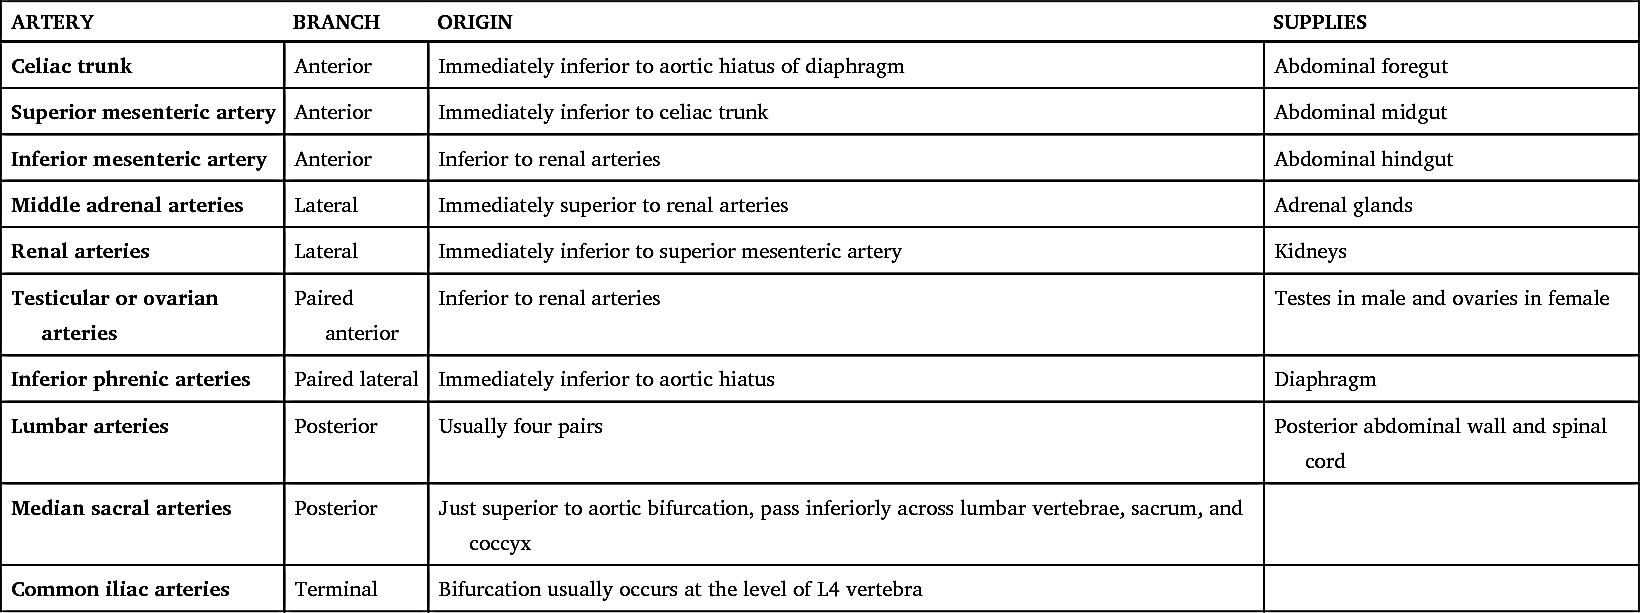 ARTERY BRANCH ORIGIN SUPPLIES
Celiac trunk Anterior Immediately inferior to aortic hiatus of diaphragm Abdominal foregut
Superior mesenteric artery Anterior Immediately inferior to celiac trunk Abdominal midgut
Inferior mesenteric artery Anterior Inferior to renal arteries Abdominal hindgut
Middle adrenal arteries Lateral Immediately superior to renal arteries Adrenal glands
Renal arteries Lateral Immediately inferior to superior mesenteric artery Kidneys
Testicular or ovarian Paired Inferior to renal arteries Testes in male and ovaries in female
arteries anterior
Inferior phrenic arteries Paired lateral Immediately inferior to aortic hiatus Diaphragm
Lumbar arteries Posterior Usually four pairs Posterior abdominal wall and spinal
cord
Median sacral arteries Posterior Just superior to aortic bifurcation, pass inferiorly across lumbar vertebrae, sacrum, and
coccyx
Common iliac arteries Terminal Bifurcation usually occurs at the level of L4 vertebra